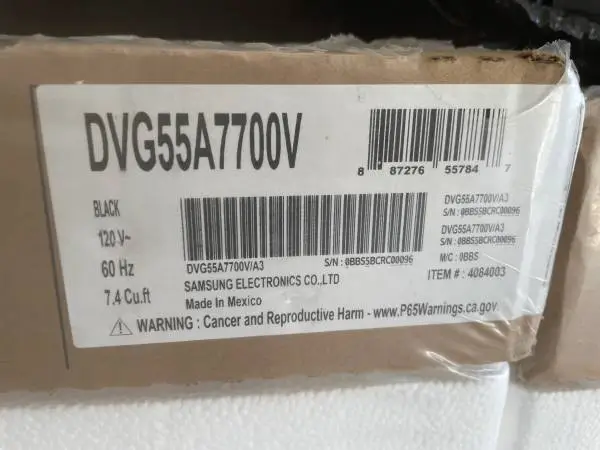 DVG55A7700V
8 87276 55784 7
BLACK
120 V~
60 Hz
7.4 Cu.ft
DVG55A7700V/A3 S/N : 0BBS5BCRC00096
SAMSUNG ELECTRONICS CO.,LTD
Made In Mexico
DVG55A7700V/A3
S/N : 0BBS5BCRC00096
DVG55A7700V/A3
S/N : 0BBS5BCRC00096
M/C : 0BBS
ITEM # : 4084003
WARNING : Cancer and Reproductive Harm - www.P65Warnings.ca.gov